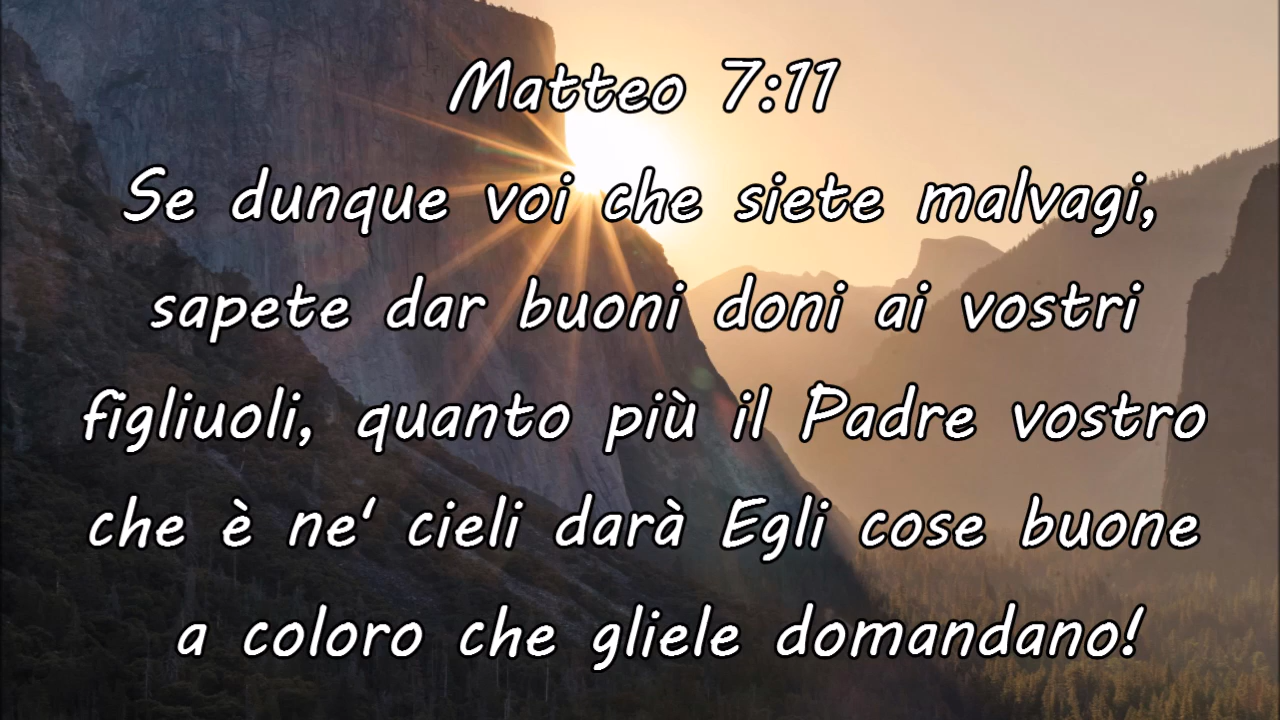 Matteo 7:11
Se dunque voi che siete malvagi,
sapete dar buoni doni ai vostri
figliuoli, quanto più il Padre vostro
che è ne' cieli darà Egli cose buone
a coloro che gliele domandano!